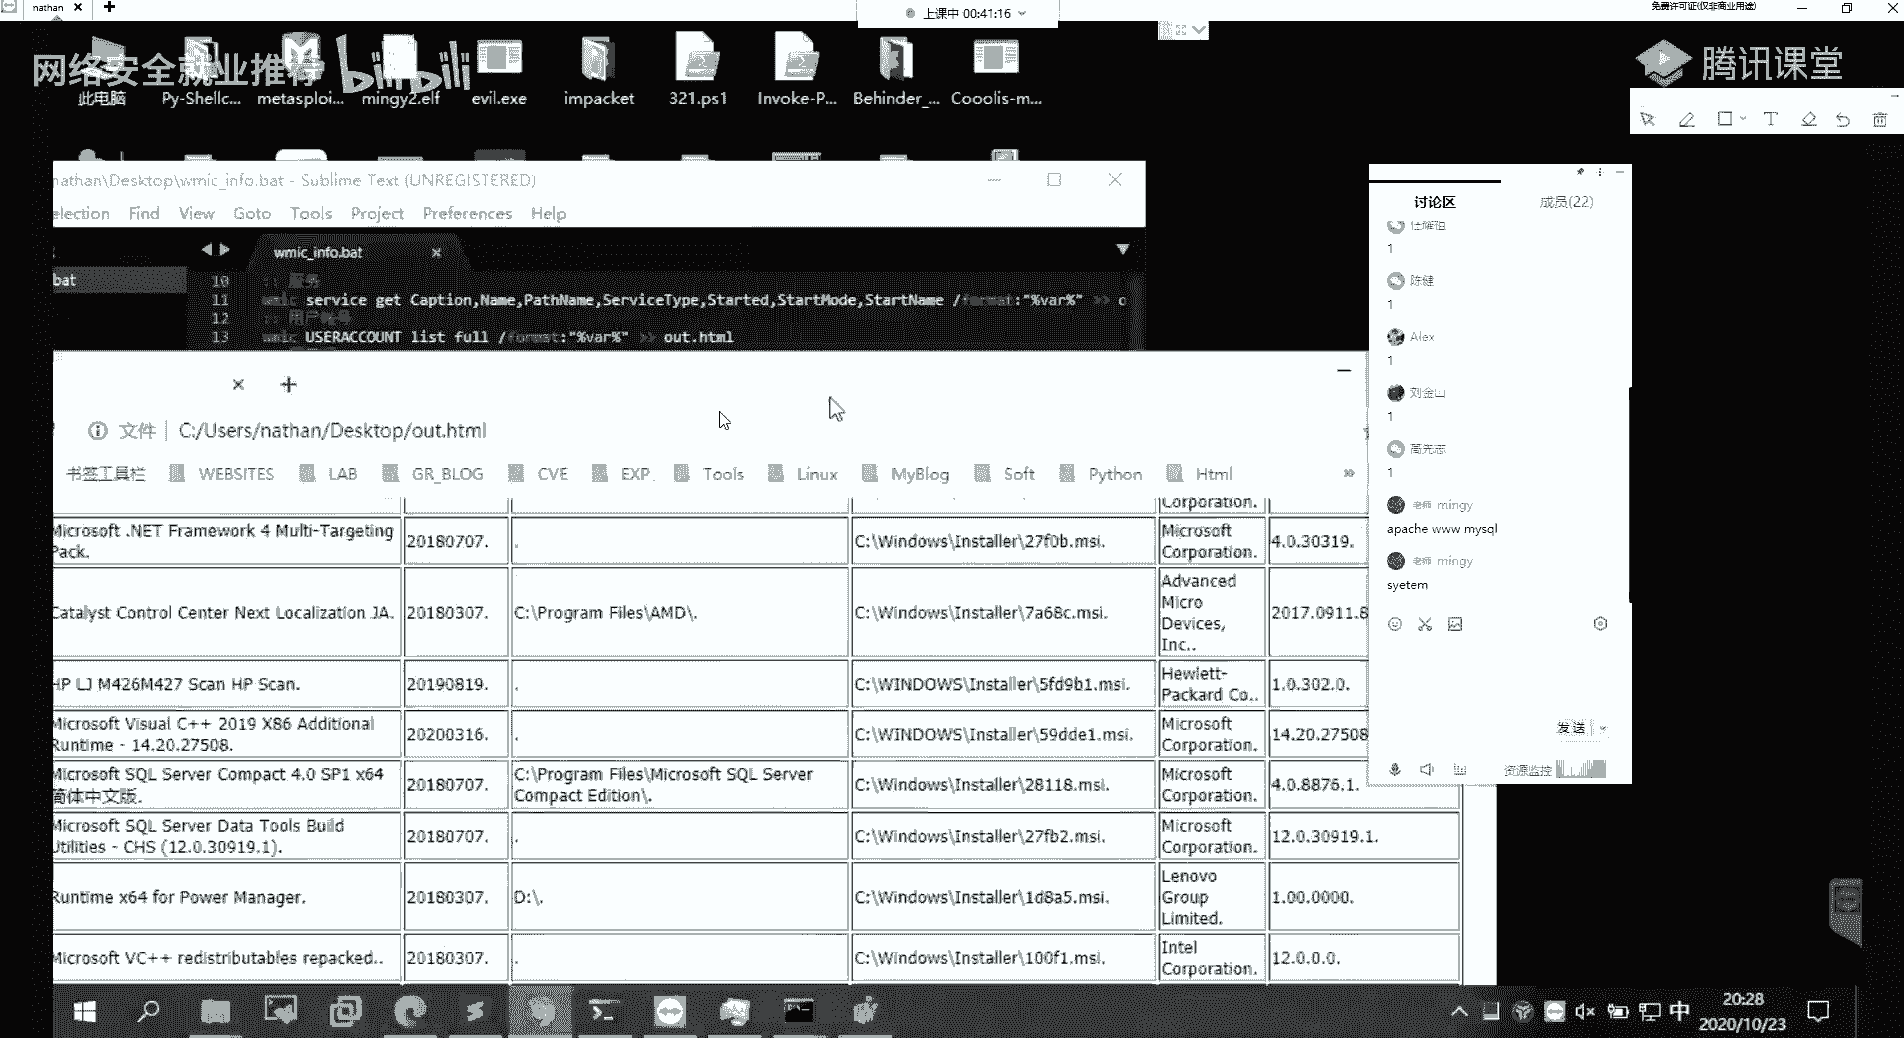 nathan
上课中 00:41:16
免费许可证(仅非商业用途)
网络安全就业推荐 bilibili
腾讯课堂
此电脑
Py-Shellc...
metasploi...
mingy2.elf
evil.exe
impacket
321.ps1
Invoke-P...
Behinder_...
Cooolis-m...
nathan\Desktop\wmic_info.bat - Sublime Text (UNREGISTERED)
election Find View Goto Tools Project Preferences Help
wmic_info.bat
bat
10
11 wmic service get Caption,Name,PathName,ServiceType,Started,StartMode,StartName /format:"%var%" >> o
12 :: 用户账号
13 wmic USERACCOUNT list full /format:"%var%" >> out.html
文件 C:/Users/nathan/Desktop/out.html
书签工具栏 WEBSITES LAB GR_BLOG CVE EXP Tools Linux MyBlog Soft Python Html
Corporation.
Microsoft .NET Framework 4 Multi-Targeting Pack. 20180707. . C:\Windows\Installer\27f0b.msi. Microsoft Corporation. 4.0.30319.
Catalyst Control Center Next Localization JA. 20180307. C:\Program Files\AMD\. C:\Windows\Installer\7a68c.msi. Advanced Micro Devices, Inc.. 2017.0911.8
HP LJ M426M427 Scan HP Scan. 20190819. . C:\WINDOWS\Installer\5fd9b1.msi. Hewlett-Packard Co.. 1.0.302.0.
Microsoft Visual C++ 2019 X86 Additional Runtime - 14.20.27508. 20200316. . C:\WINDOWS\Installer\59dde1.msi. Microsoft Corporation. 14.20.27508
Microsoft SQL Server Compact 4.0 SP1 x64 简体中文版. 20180707. C:\Program Files\Microsoft SQL Server Compact Edition\. C:\Windows\Installer\28118.msi. Microsoft Corporation. 4.0.8876.1.
Microsoft SQL Server Data Tools Build Utilities - CHS (12.0.30919.1). 20180707. . C:\Windows\Installer\27fb2.msi. Microsoft Corporation. 12.0.30919.1.
Runtime x64 for Power Manager. 20180307. D:\. C:\Windows\Installer\1d8a5.msi. Lenovo Group Limited. 1.00.0000.
Microsoft VC++ redistributables repacked.. 20180307. . C:\Windows\Installer\100f1.msi. Intel Corporation. 12.0.0.0.
讨论区 成员(22)
1
陈健
1
Alex
1
刘金山
1
1
老师 mingy
apache www mysql
老师 mingy
syetem
发送
资源监控
中
20:28
2020/10/23